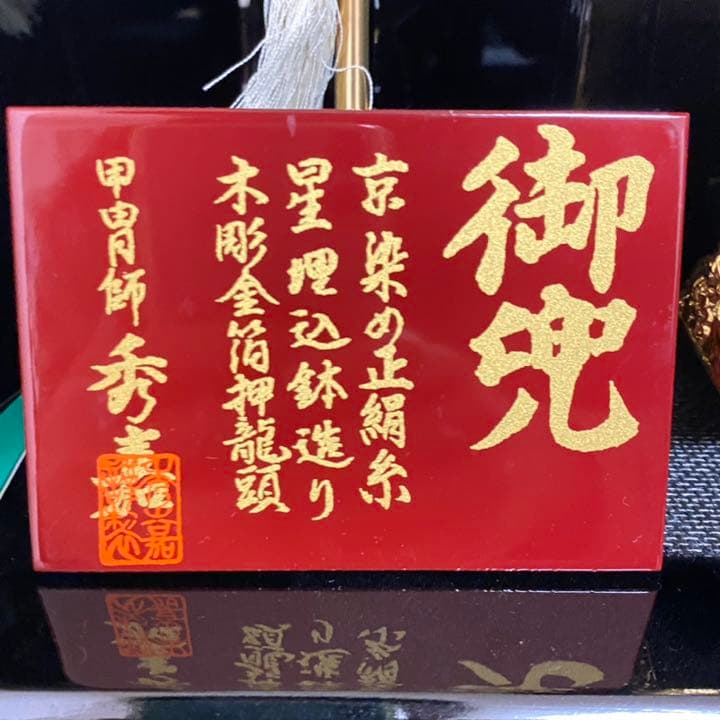 御兜
京染め正絹糸
星埋込鉢造り
木彫金箔押龍頭
甲冑師 秀